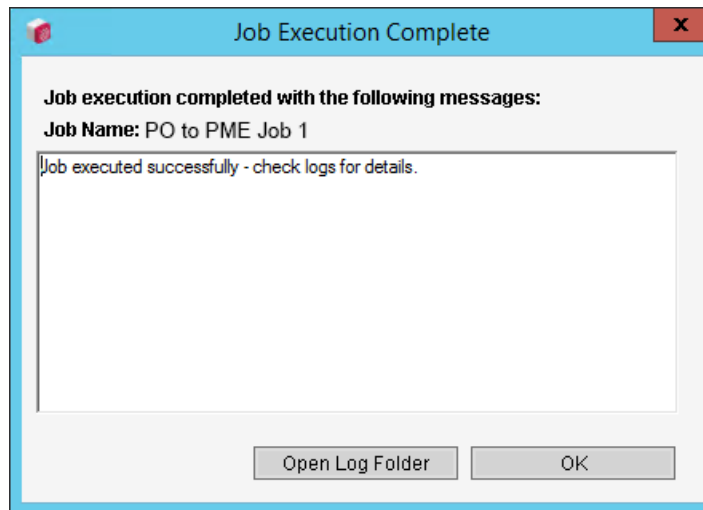 Job Execution Complete
x
Job execution completed with the following messages:
Job Name: PO to PME Job 1
Job executed successfully - check logs for details.
Open Log Folder OK